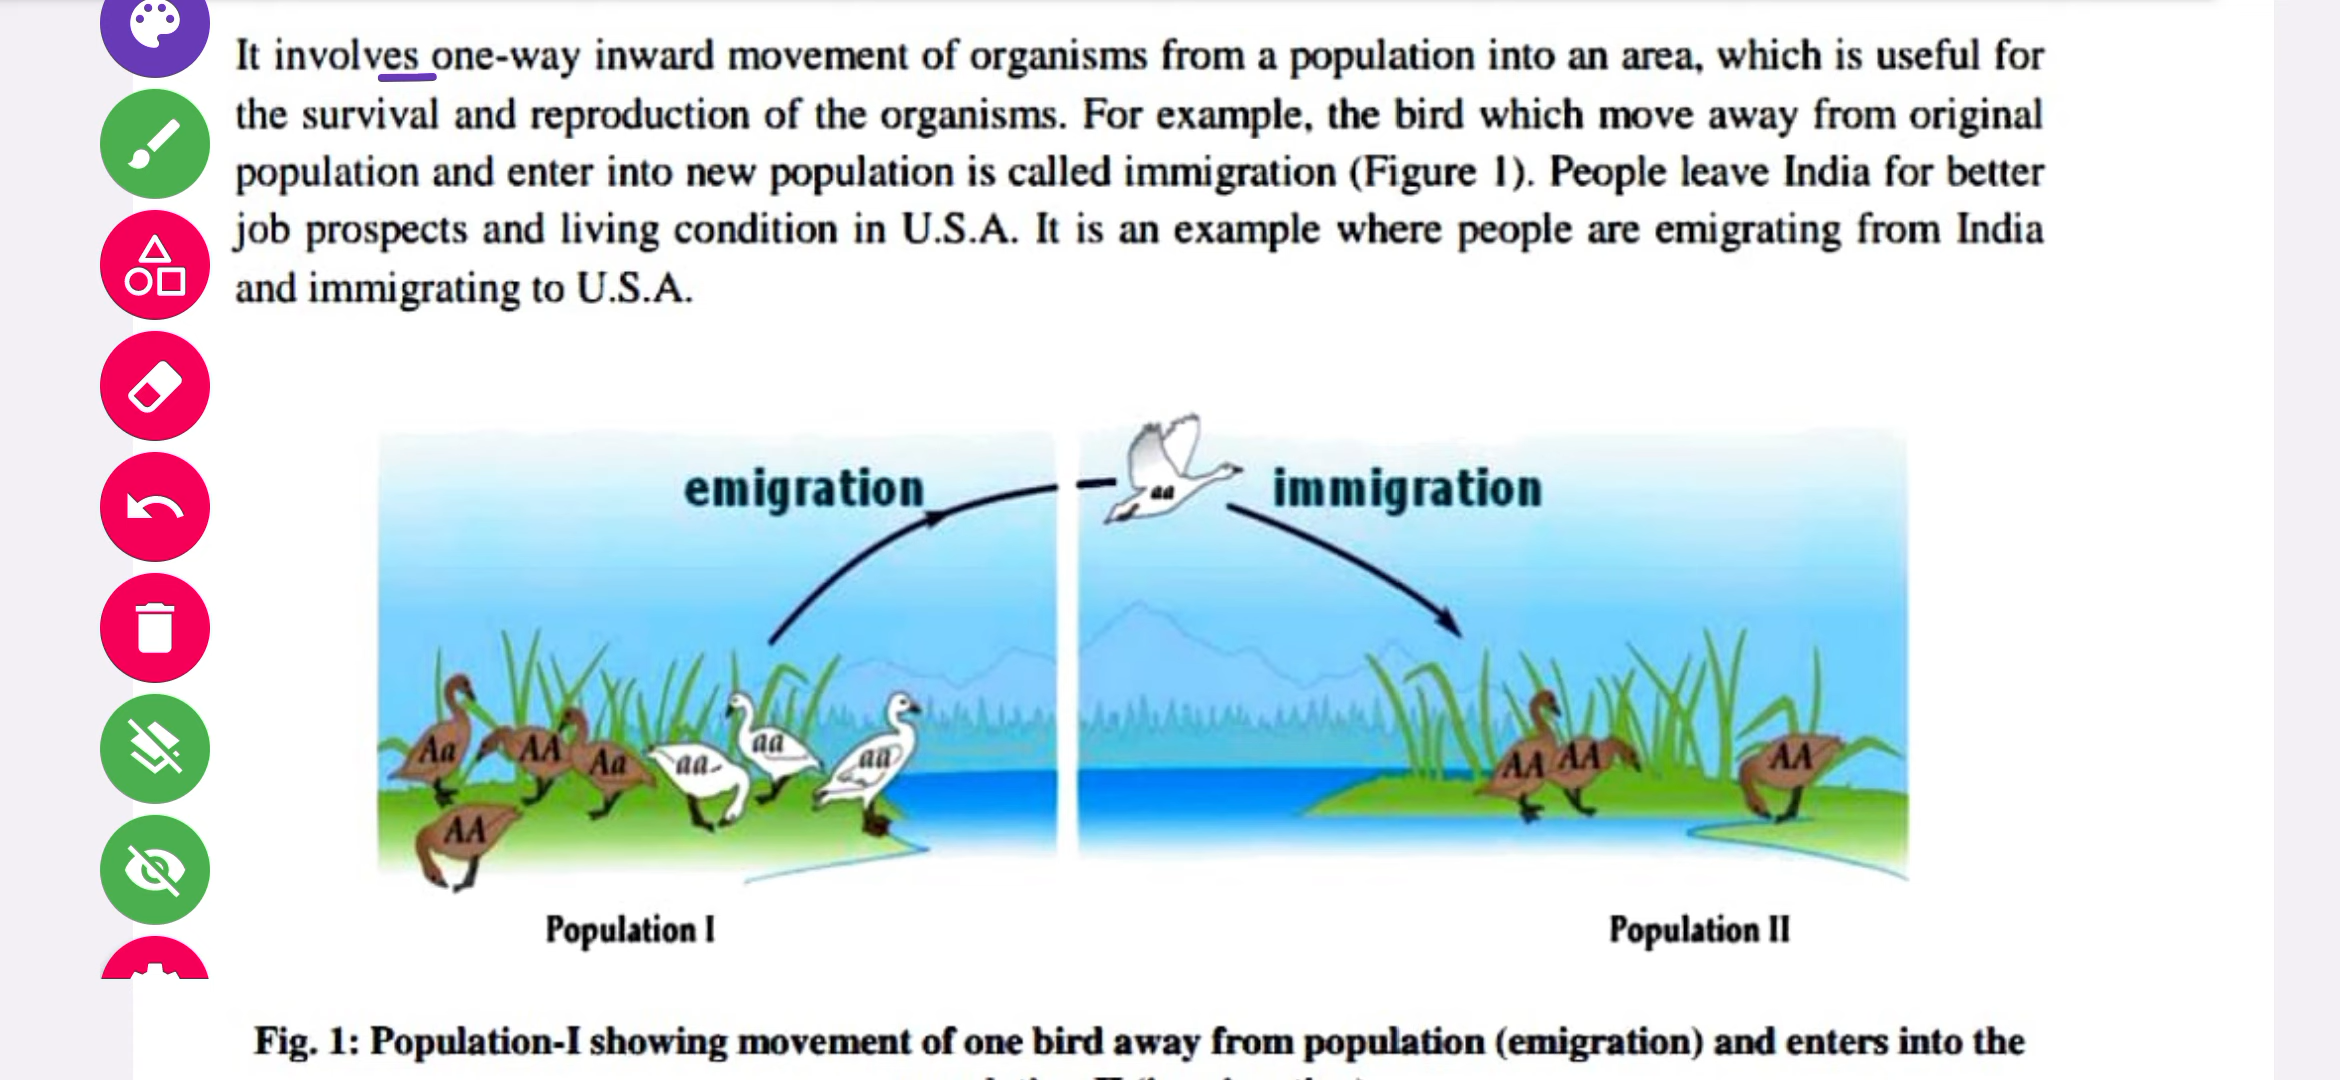 It involves one-way inward movement of organisms from a population into an area, which is useful for
the survival and reproduction of the organisms. For example, the bird which move away from original
population and enter into new population is called immigration (Figure 1). People leave India for better
job prospects and living condition in U.S.A. It is an example where people are emigrating from India
and immigrating to U.S.A.
emigration
aa
immigration
Aa AA Aa aa aa aa
AA
AA AA AA
Population I
Population II
Fig. 1: Population-I showing movement of one bird away from population (emigration) and enters into the